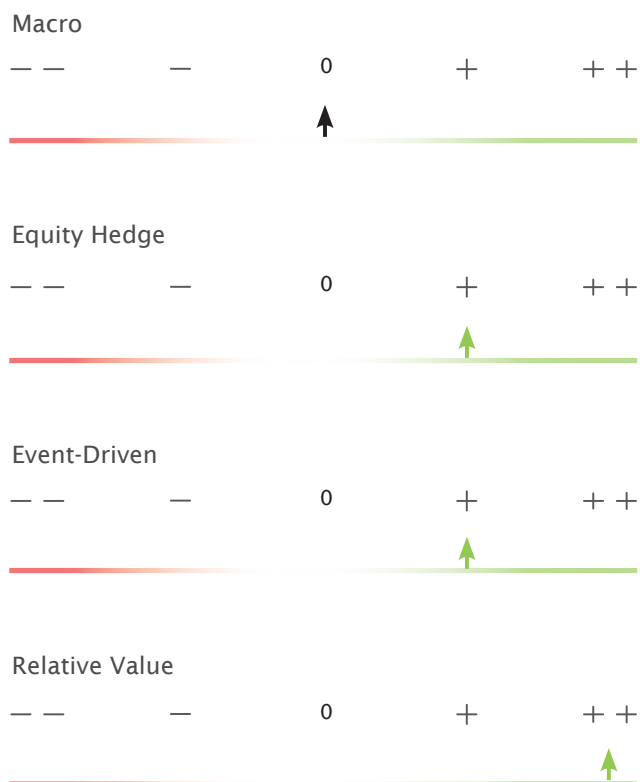 Macro
— — — 0 + + +
Equity Hedge
— — — 0 + + +
Event-Driven
— — — 0 + + +
Relative Value
— — — 0 + + +